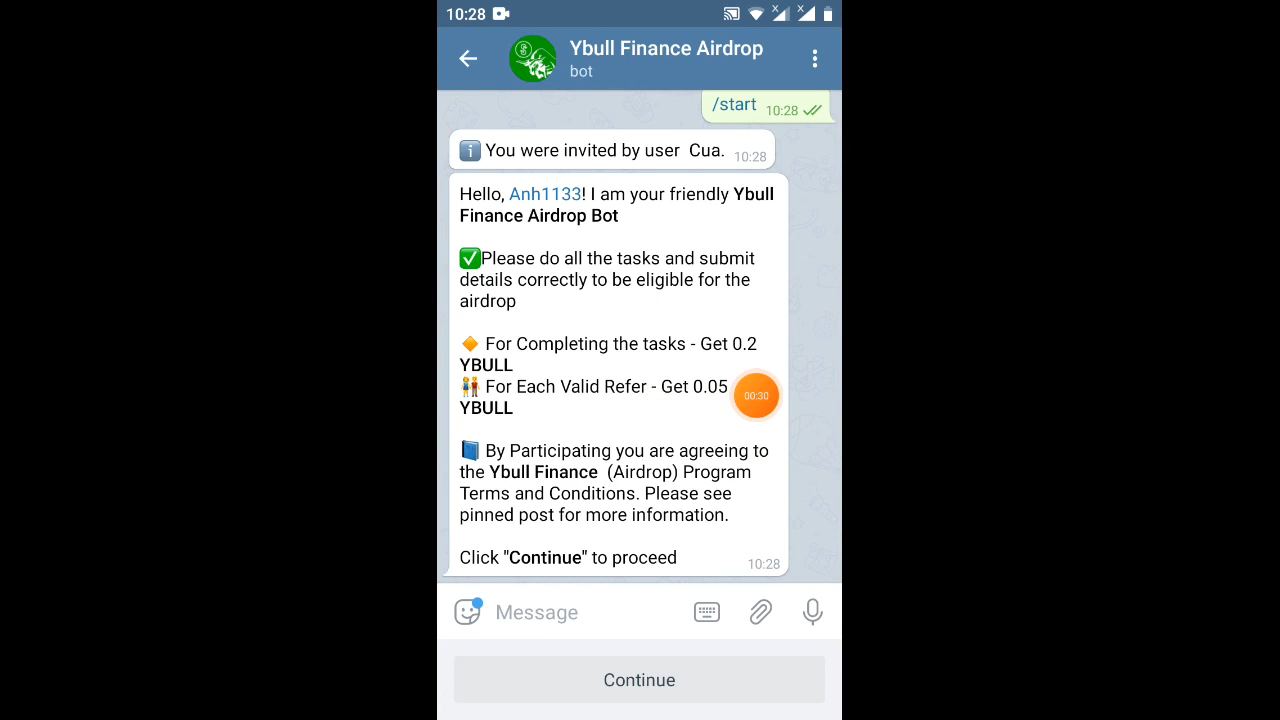 10:28
Ybull Finance Airdrop
bot
/start 10:28
You were invited by user Cua. 10:28
Hello, Anh1133! I am your friendly Ybull
Finance Airdrop Bot
✅Please do all the tasks and submit
details correctly to be eligible for the
airdrop
🔸 For Completing the tasks - Get 0.2
YBULL
👫 For Each Valid Refer - Get 0.05
YBULL
00:30
📘 By Participating you are agreeing to
the Ybull Finance (Airdrop) Program
Terms and Conditions. Please see
pinned post for more information.
Click "Continue" to proceed 10:28
Message
Continue